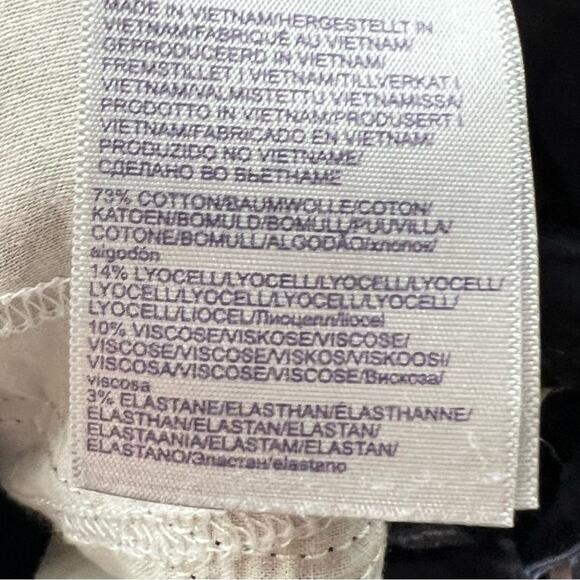 MADE IN VIETNAM/HERGESTELLT IN
VIETNAM/FABRIQUÉ AU VIETNAM/
GEPRODUCEERD IN VIETNAM/
FREMSTILLET I VIETNAM/TILLVERKAT I
VIETNAM/VALMISTETTU VIETNAMISSA/
PRODOTTO IN VIETNAM/PRODUSERT I
VIETNAM/FABRICADO EN VIETNAM/
PRODUZIDO NO VIETNAME/
СДЕЛАНО ВО ВЬЕТНАМЕ
73% COTTON/BAUMWOLLE/COTON/
KATOEN/BOMULD/BOMULL/PUUVILLA/
COTONE/BOMULL/ALGODÃO/хлопок/
algodón
14% LYOCELL/LYOCELL/LYOCELL/LYOCELL/
LYOCELL/LYOCELL/LYOCELL/LYOCELL/
LYOCELL/LIOCEL/Лиоцелл/liocel
10% VISCOSE/VISKOSE/VISCOSE/
VISCOSE/VISCOSE/VISKOS/VISKOOSI/
VISCOSA/VISCOSE/VISCOSE/Вискоза/
viscosa
3% ELASTANE/ELASTHAN/ÉLASTHANNE/
ELASTHAN/ELASTAN/ELASTAN/
ELASTAANIA/ELASTAM/ELASTAN/
ELASTANO/Эластан/elastano